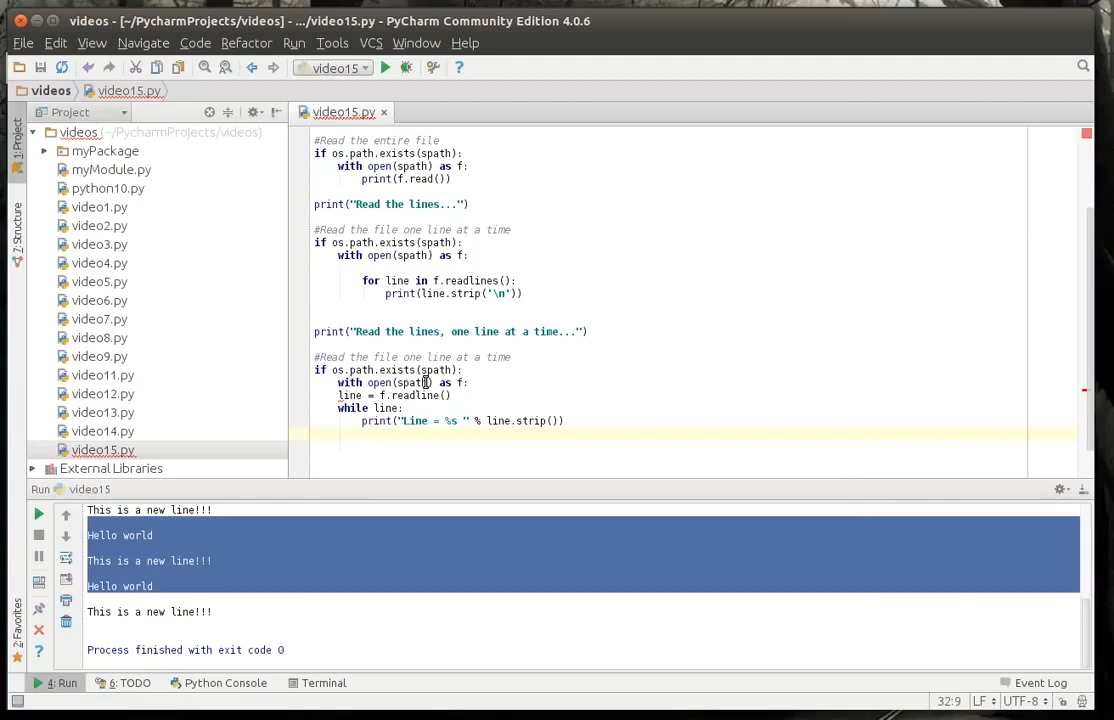 videos - [~/PycharmProjects/videos] - .../video15.py - PyCharm Community Edition 4.0.6
File Edit View Navigate Code Refactor Run Tools VCS Window Help
video15
videos video15.py
Project
video15.py
1: Project
7: Structure
2: Favorites
videos (~/PycharmProjects/videos)
myPackage
myModule.py
python10.py
video1.py
video2.py
video3.py
video4.py
video5.py
video6.py
video7.py
video8.py
video9.py
video11.py
video12.py
video13.py
video14.py
video15.py
External Libraries
#Read the entire file
if os.path.exists(spath):
with open(spath) as f:
print(f.read())
print("Read the lines...")
#Read the file one line at a time
if os.path.exists(spath):
with open(spath) as f:
for line in f.readlines():
print(line.strip('\n'))
print("Read the lines, one line at a time...")
#Read the file one line at a time
if os.path.exists(spath):
with open(spath) as f:
line = f.readline()
while line:
print("Line = %s " % line.strip())
Run video15
This is a new line!!!
Hello world
This is a new line!!!
Hello world
This is a new line!!!
Process finished with exit code 0
4: Run 6: TODO Python Console Terminal Event Log
32:9 LF UTF-8